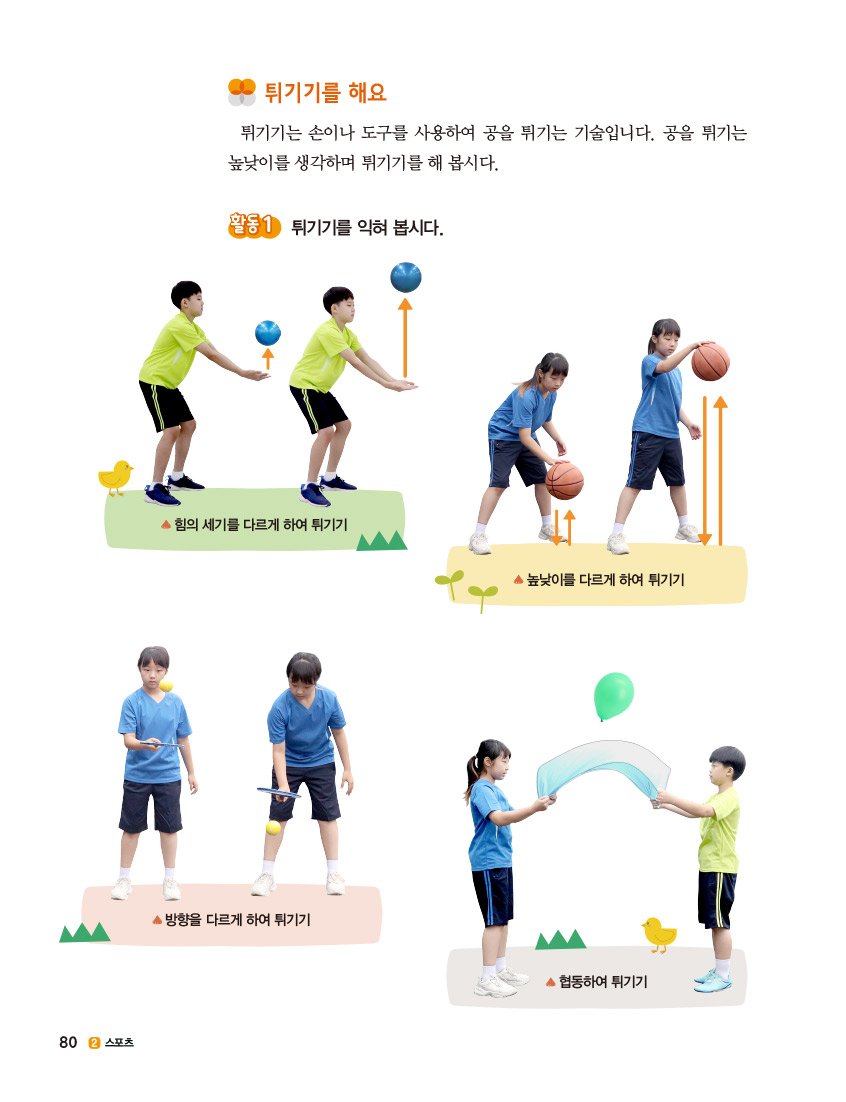 튀기기를 해요
튀기기는 손이나 도구를 사용하여 공을 튀기는 기술입니다. 공을 튀기는
높낮이를 생각하며 튀기기를 해 봅시다.
활동1 튀기기를 익혀 봅시다.
힘의 세기를 다르게 하여 튀기기
높낮이를 다르게 하여 튀기기
방향을 다르게 하여 튀기기
협동하여 튀기기
80 2 스포츠